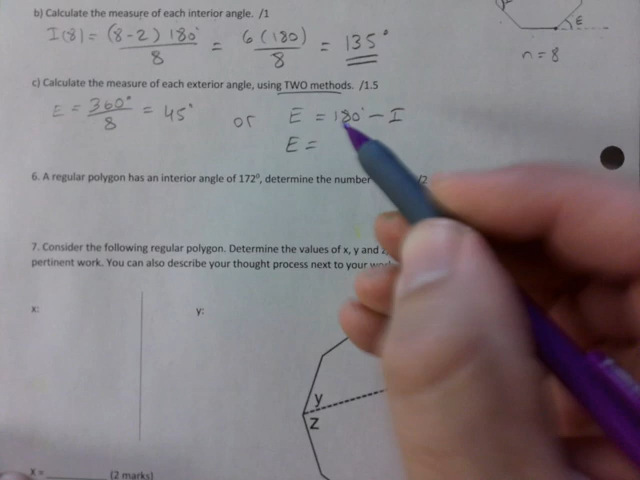 b) Calculate the measure of each interior angle. /1
I(8) = (8-2)180° / 8 = 6(180) / 8 = 135°
E
n = 8
c) Calculate the measure of each exterior angle, using TWO methods. /1.5
E = 360° / 8 = 45° or E = 180° - I
E =
6. A regular polygon has an interior angle of 172°, determine the number /2
7. Consider the following regular polygon. Determine the values of x, y and z,
pertinent work. You can also describe your thought process next to your
x: y:
y
z
x = ________ (2 marks)